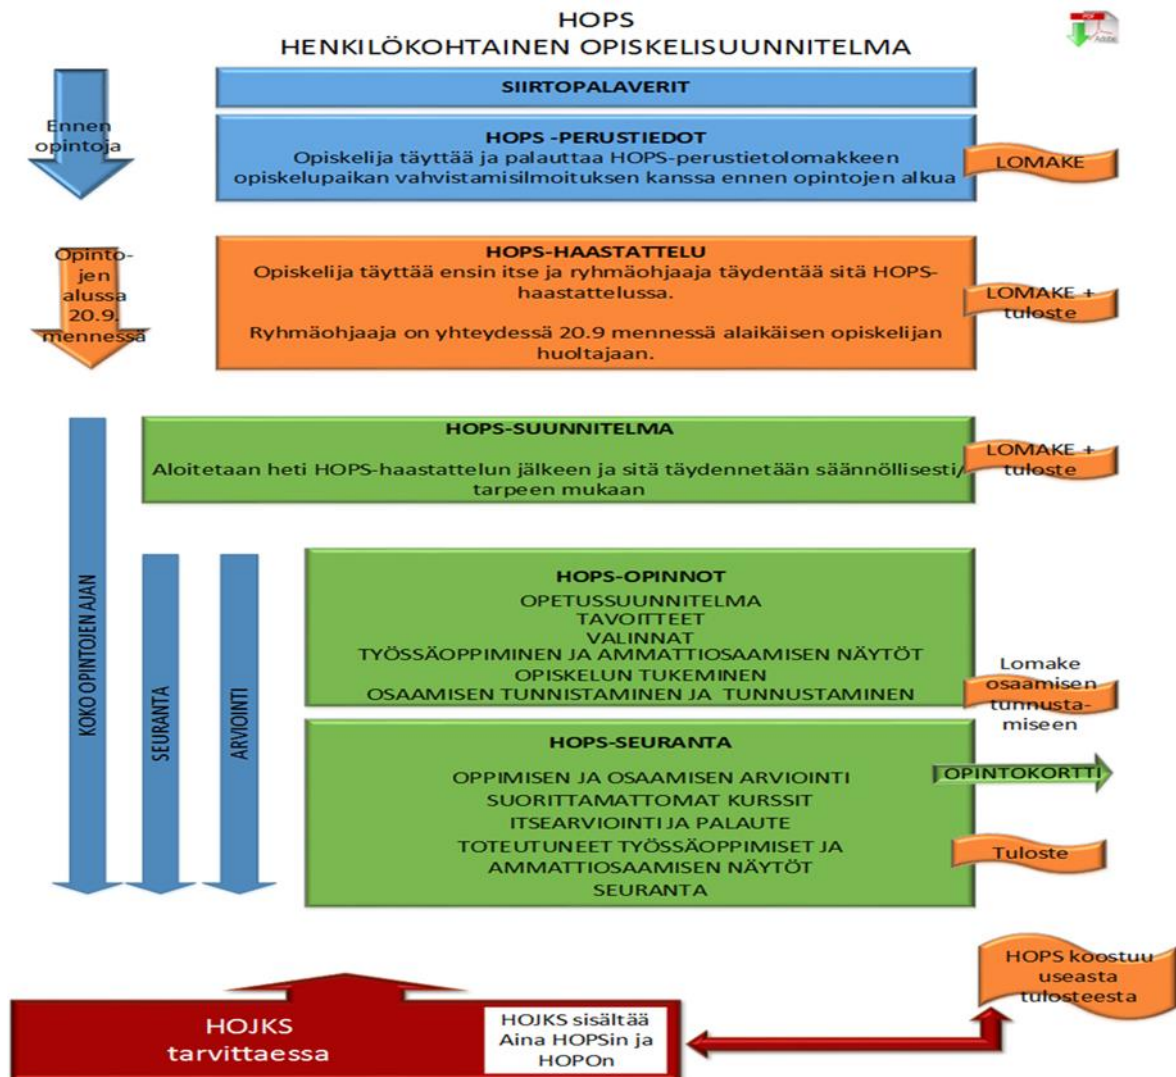 HOPS
HENKILÖKOHTAINEN OPISKELISUUNNITELMA
PDF
Adobe
Ennen
opintoja
SIIRTOPALAVERIT
HOPS -PERUSTIEDOT
Opiskelija täyttää ja palauttaa HOPS-perustietolomakkeen
opiskelupaikan vahvistamisilmoituksen kanssa ennen opintojen alkua
LOMAKE
Opinto-
jen
alussa
20.9.
mennessä
HOPS-HAASTATTELU
Opiskelija täyttää ensin itse ja ryhmäohjaaja täydentää sitä HOPS-
haastattelussa.
Ryhmäohjaaja on yhteydessä 20.9 mennessä alaikäisen opiskelijan
huoltajaan.
LOMAKE +
tuloste
HOPS-SUUNNITELMA
Aloitetaan heti HOPS-haastattelun jälkeen ja sitä täydennetään säännöllisesti/
tarpeen mukaan
LOMAKE +
tuloste
KOKO OPINTOJEN AJAN
SEURANTA
ARVIOINTI
HOPS-OPINNOT
OPETUSSUUNNITELMA
TAVOITTEET
VALINNAT
TYÖSSÄOPPIMINEN JA AMMATTIOSAAMISEN NÄYTÖT
OPISKELUN TUKEMINEN
OSAAMISEN TUNNISTAMINEN JA TUNNUSTAMINEN
Lomake
osaamisen
tunnusta-
miseen
HOPS-SEURANTA
OPPIMISEN JA OSAAMISEN ARVIOINTI
SUORITTAMATTOMAT KURSSIT
ITSEARVIOINTI JA PALAUTE
TOTEUTUNEET TYÖSSÄOPPIMISET JA
AMMATTIOSAAMISEN NÄYTÖT
SEURANTA
OPINTOKORTTI
Tuloste
HOPS koostuu
useasta
tulosteesta
HOJKS
tarvittaessa
HOJKS sisältää
Aina HOPSin ja
HOPOn